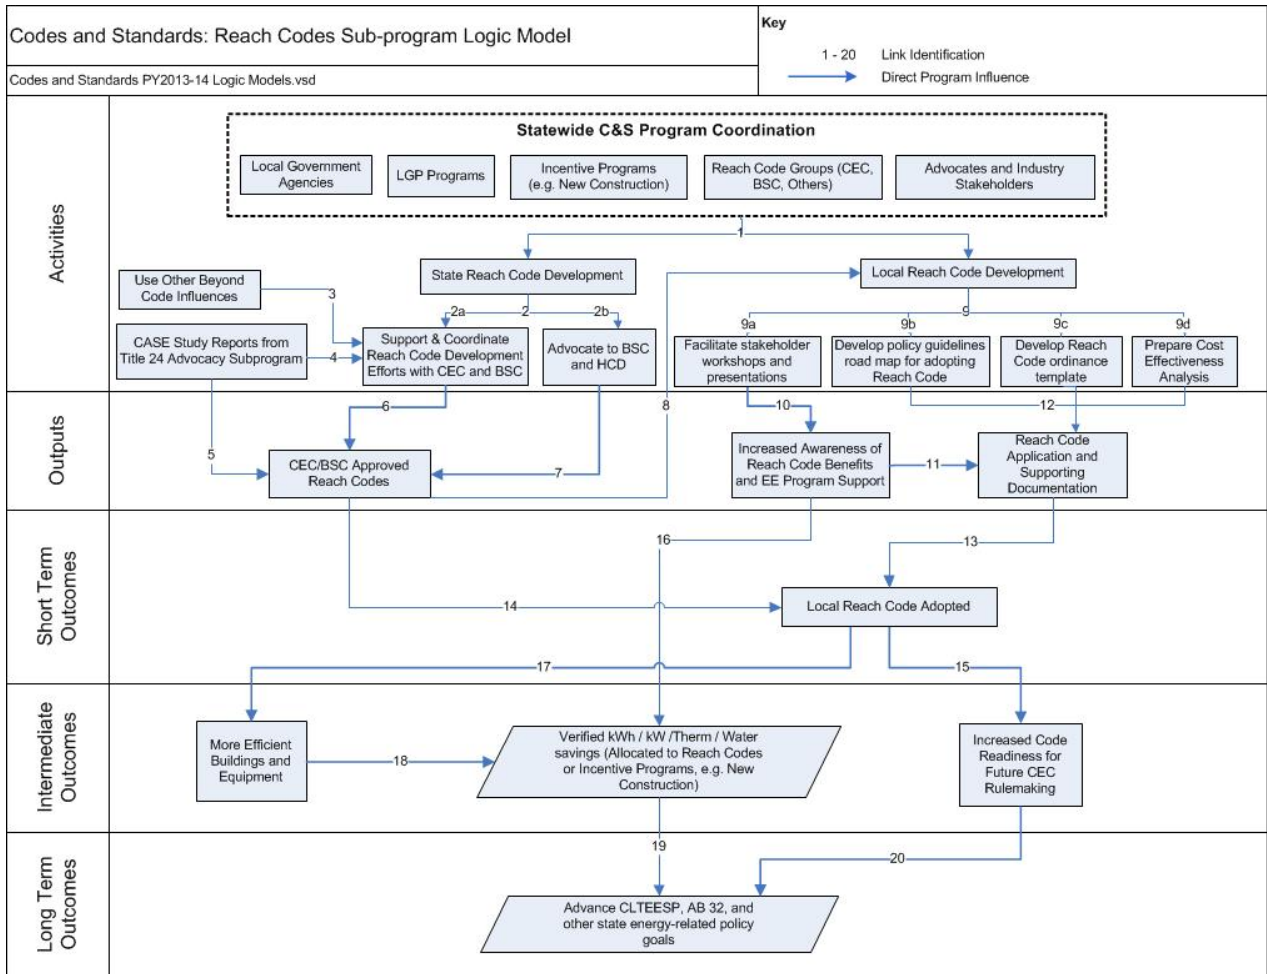 Codes and Standards: Reach Codes Sub-program Logic Model
Codes and Standards PY2013-14 Logic Models.vsd
Key
1 - 20 Link Identification
Direct Program Influence
Activities
Statewide C&S Program Coordination
Local Government
Agencies
LGP Programs
Incentive Programs
(e.g. New Construction)
Reach Code Groups (CEC,
BSC, Others)
Advocates and Industry
Stakeholders
1
State Reach Code Development
Local Reach Code Development
Use Other Beyond
Code Influences
3
2a
2
2b
9
9a
9b
9c
9d
CASE Study Reports from
Title 24 Advocacy Subprogram
4
Support & Coordinate
Reach Code Development
Efforts with CEC and BSC
Advocate to BSC
and HCD
Facilitate stakeholder
workshops and
presentations
Develop policy guidelines
road map for adopting
Reach Code
Develop Reach
Code ordinance
template
Prepare Cost
Effectiveness
Analysis
Outputs
6
8
10
12
5
CEC/BSC Approved
Reach Codes
7
Increased Awareness of
Reach Code Benefits
and EE Program Support
11
Reach Code
Application and
Supporting
Documentation
Short Term
Outcomes
16
13
14
Local Reach Code Adopted
17
15
Intermediate
Outcomes
More Efficient
Buildings and
Equipment
18
Verified kWh / kW /Therm / Water
savings (Allocated to Reach Codes
or Incentive Programs, e.g. New
Construction)
Increased Code
Readiness for
Future CEC
Rulemaking
Long Term
Outcomes
19
20
Advance CLTEESP, AB 32, and
other state energy-related policy
goals